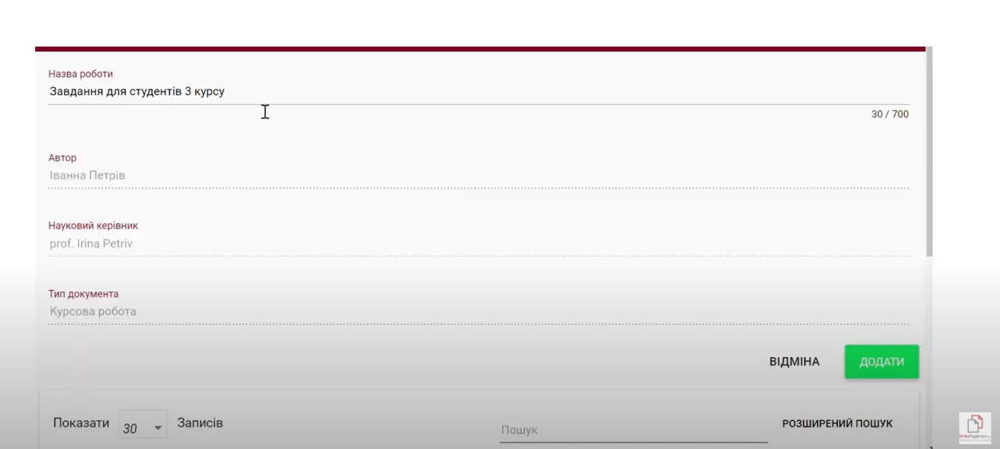 Назва роботи
Завдання для студентів 3 курсу
30 / 700
Автор
Іванна Петрів
Науковий керівник
prof. Irina Petriv
Тип документа
Курсова робота
ВІДМІНА ДОДАТИ
Показати 30 Записів Пошук РОЗШИРЕНИЙ ПОШУК